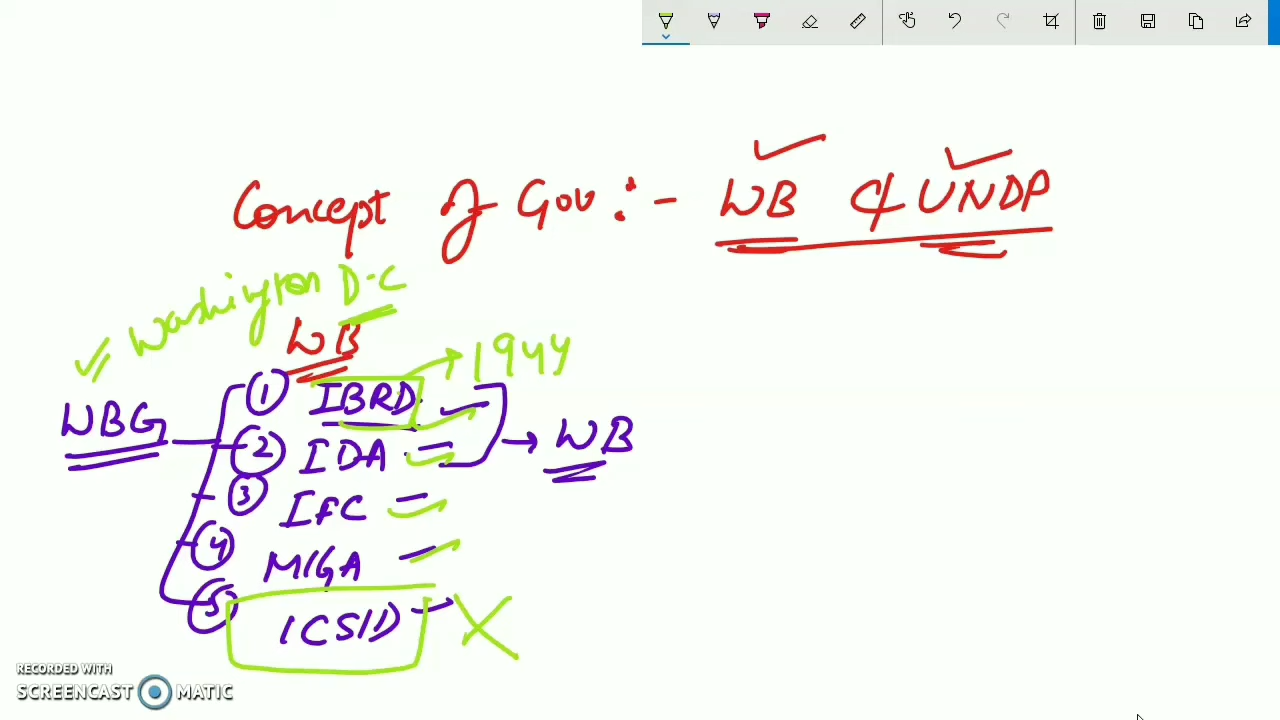 Concept of Gov :- WB & UNDP
Washington D.C
WB
1944
WBG
① IBRD
② IDA
→ WB
③ IFC
④ MIGA
⑤ ICSID
X
RECORDED WITH
SCREENCAST MATIC